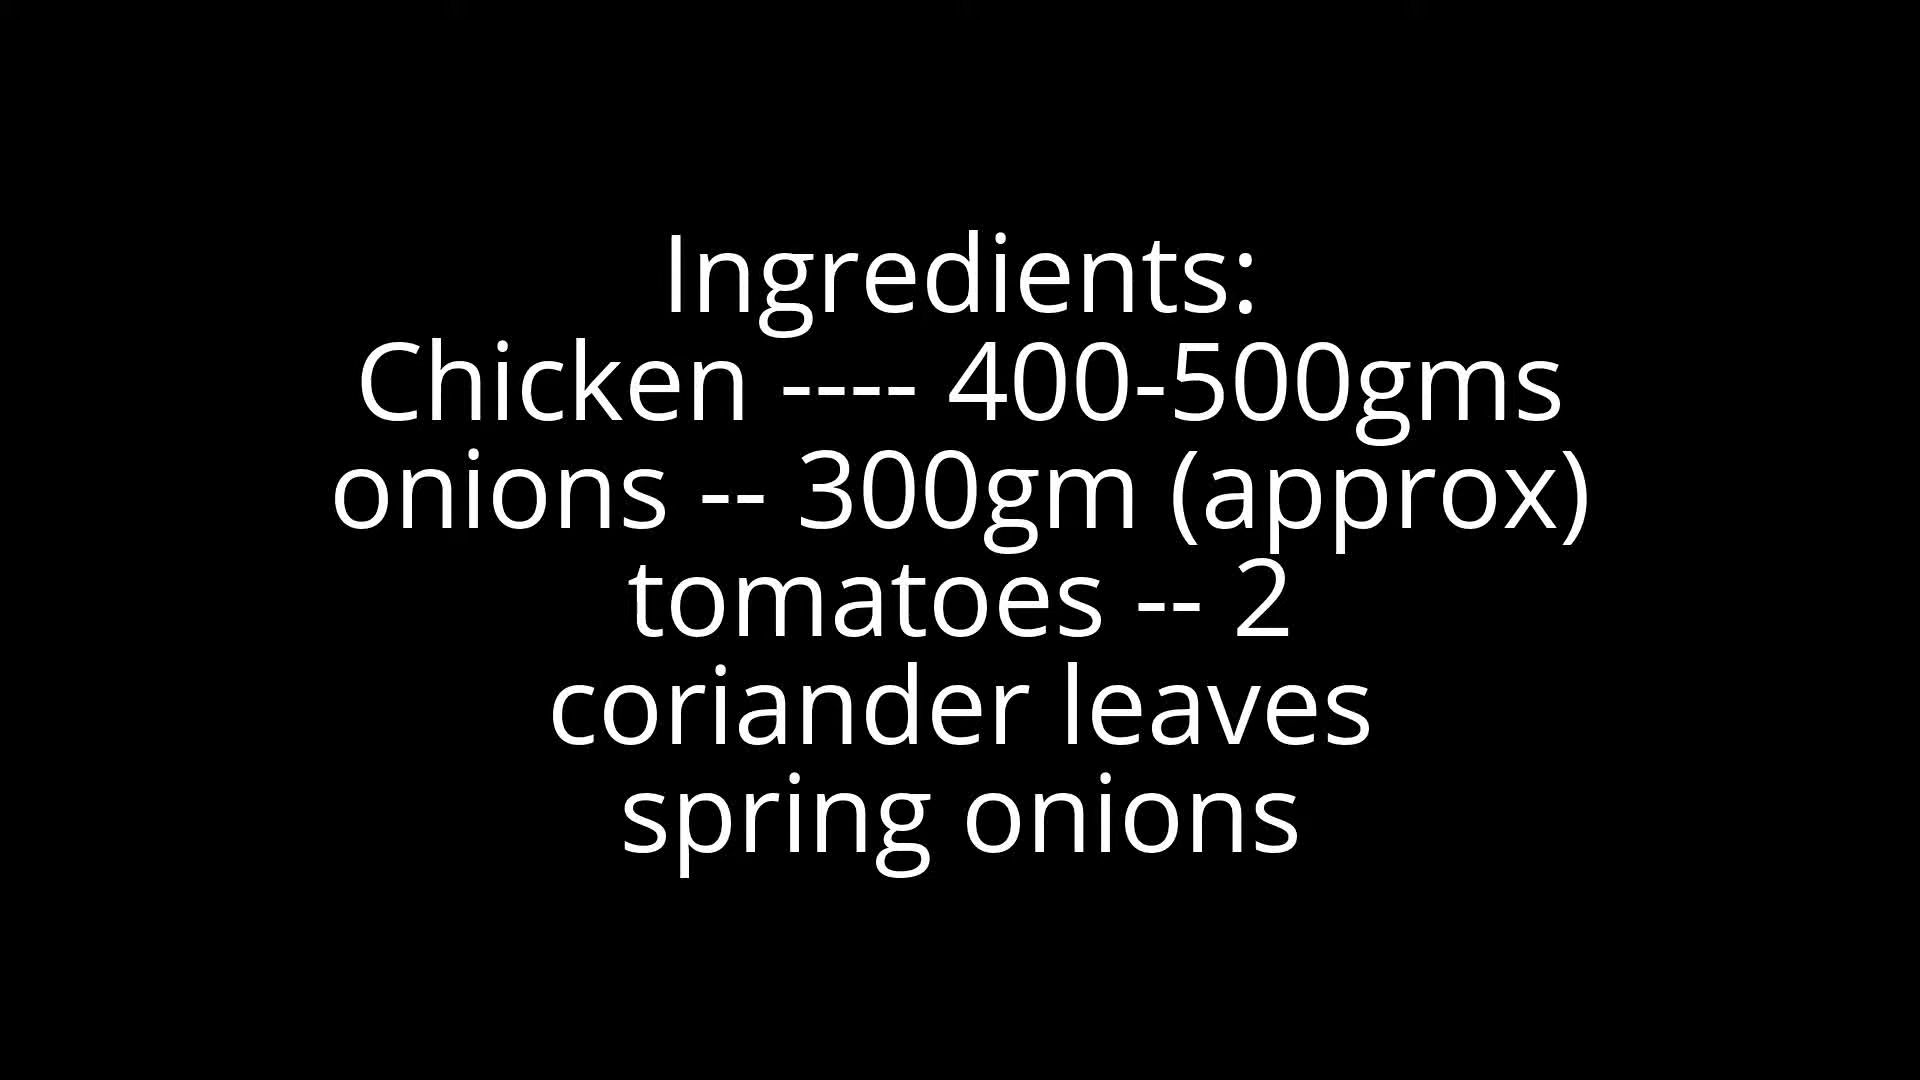 Ingredients:
Chicken ---- 400-500gms
onions -- 300gm (approx)
tomatoes -- 2
coriander leaves
spring onions